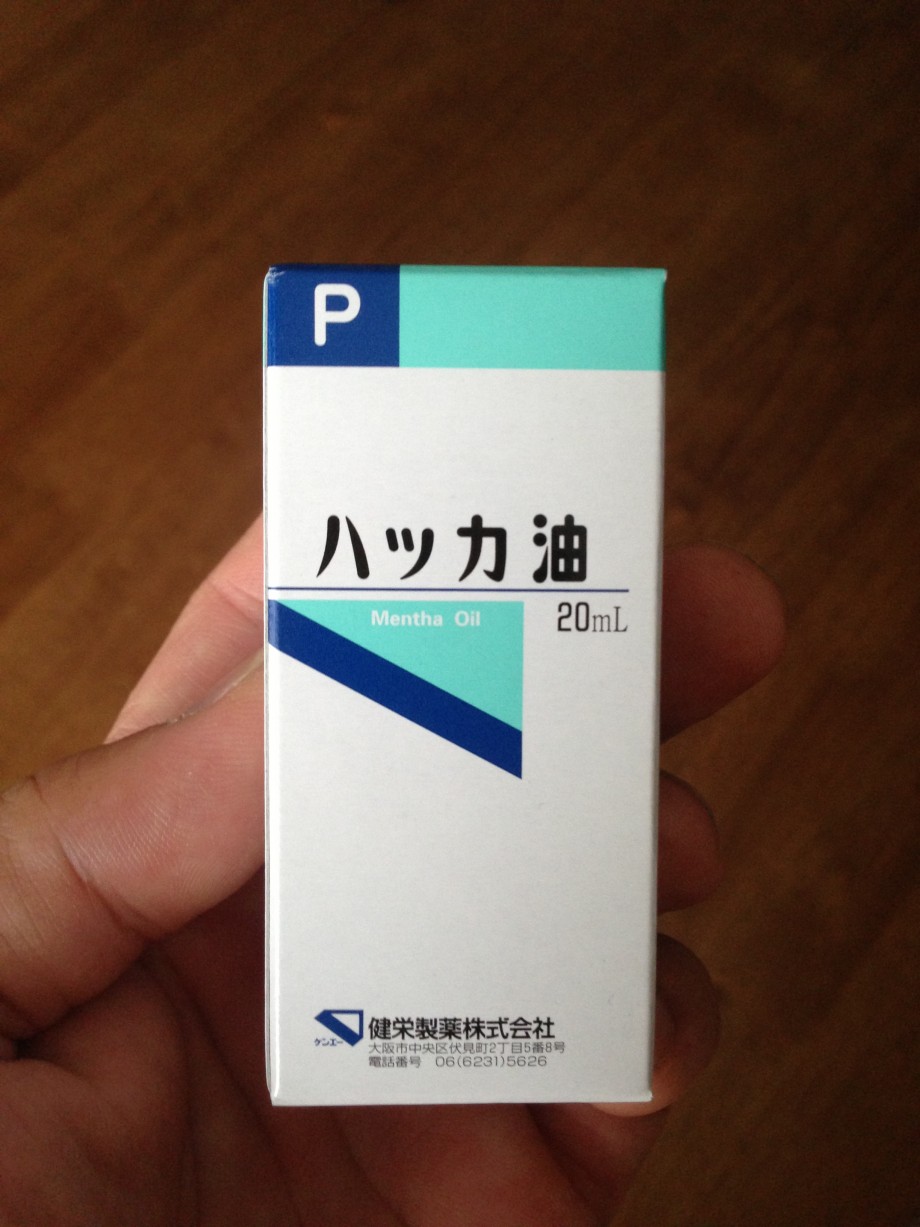 P
ハッカ油
Mentha Oil
20mL
ケンエー
健栄製薬株式会社
大阪市中央区伏見町2丁目5番8号
電話番号 06(6231)5626